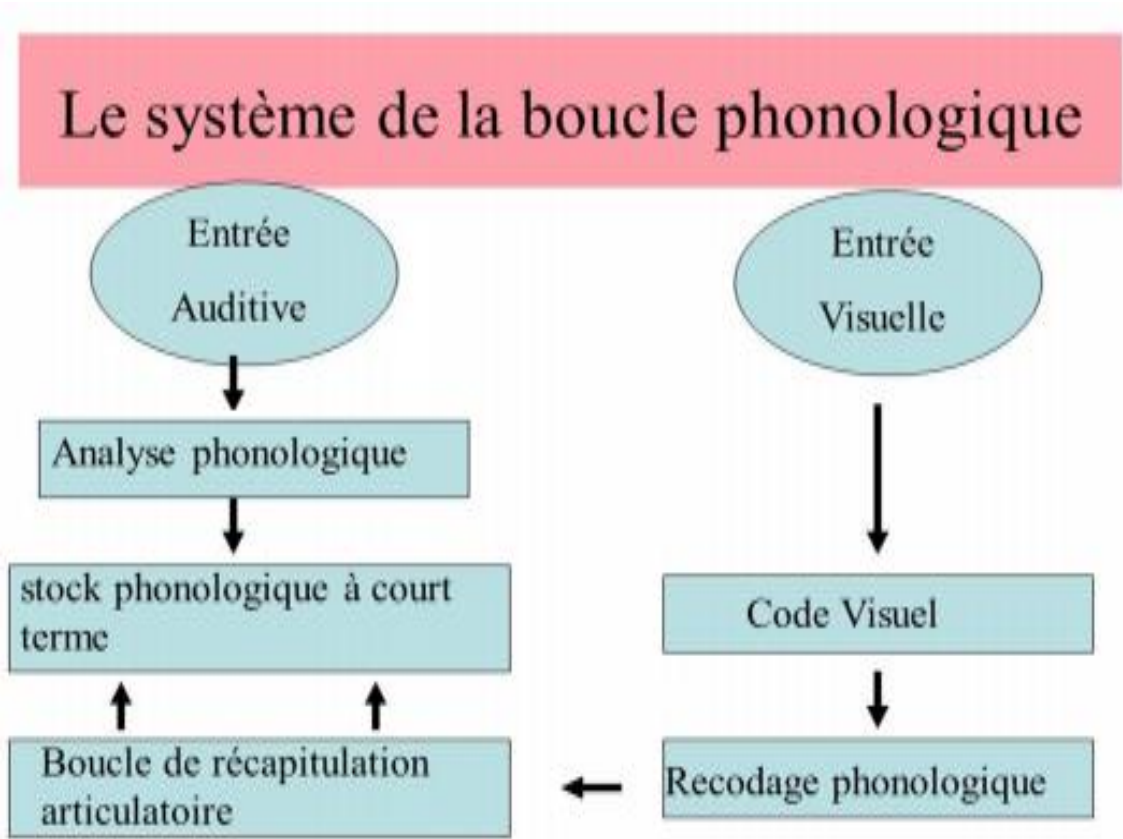 Le système de la boucle phonologique
Entrée
Auditive
Entrée
Visuelle
Analyse phonologique
stock phonologique à court
terme
Code Visuel
Boucle de récapitulation
articulatoire
Recodage phonologique